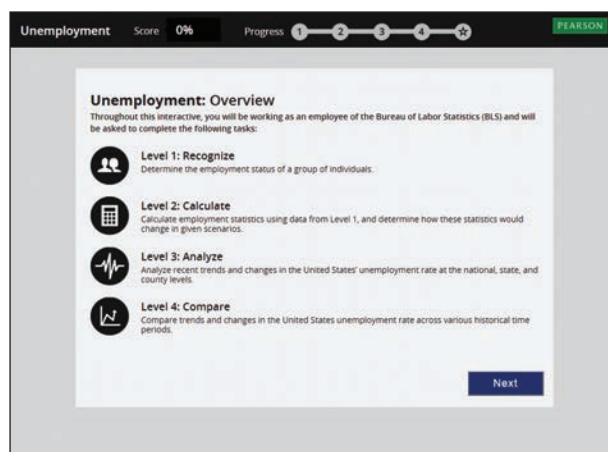 Unemployment Score 0% Progress 1 2 3 4 PEARSON
Unemployment: Overview
Throughout this interactive, you will be working as an employee of the Bureau of Labor Statistics (BLS) and will
be asked to complete the following tasks:
Level 1: Recognize
Determine the employment status of a group of individuals.
Level 2: Calculate
Calculate employment statistics using data from Level 1, and determine how these statistics would
change in given scenarios.
Level 3: Analyze
Analyze recent trends and changes in the United States' unemployment rate at the national, state, and
county levels.
Level 4: Compare
Compare trends and changes in the United States unemployment rate across various historical time
periods.
Next